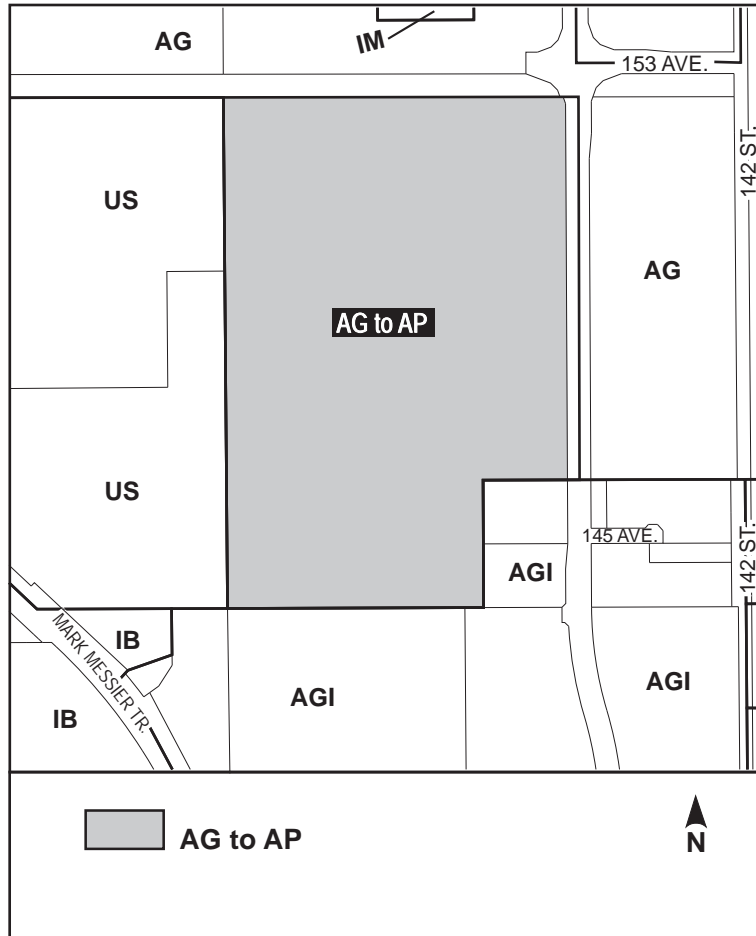 AG
IM
153 AVE.
142 ST.
US
AG
AG to AP
US
145 AVE.
142 ST.
AGI
MARK MESSIER TR.
IB
AGI
AGI
IB
AG to AP
N